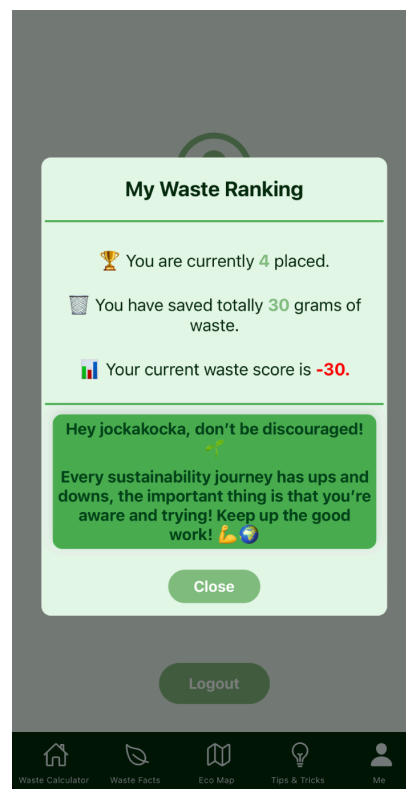 My Waste Ranking
🏆 You are currently 4 placed.
🗑️ You have saved totally 30 grams of
waste.
📊 Your current waste score is -30.
Hey jockakocka, don’t be discouraged!
🌱
Every sustainability journey has ups and
downs, the important thing is that you’re
aware and trying! Keep up the good
work! 💪🌍
Close
Logout
Waste Calculator Waste Facts Eco Map Tips & Tricks Me